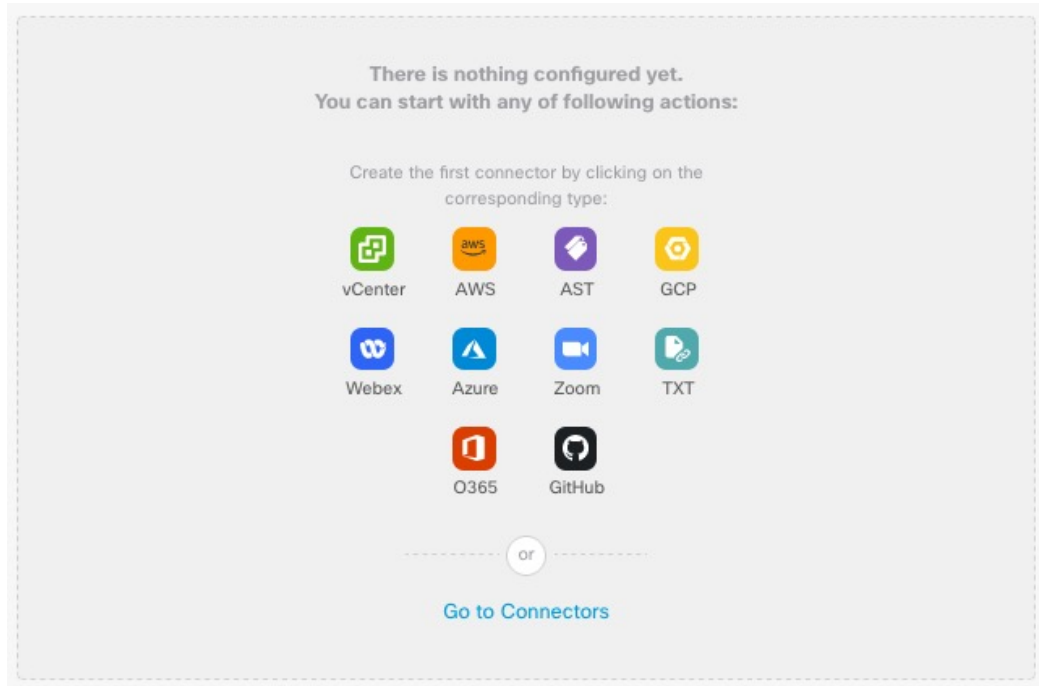 There is nothing configured yet.
You can start with any of following actions:
Create the first connector by clicking on the
corresponding type:
aws
vCenter AWS AST GCP
Webex Azure Zoom TXT
O365 GitHub
or
Go to Connectors